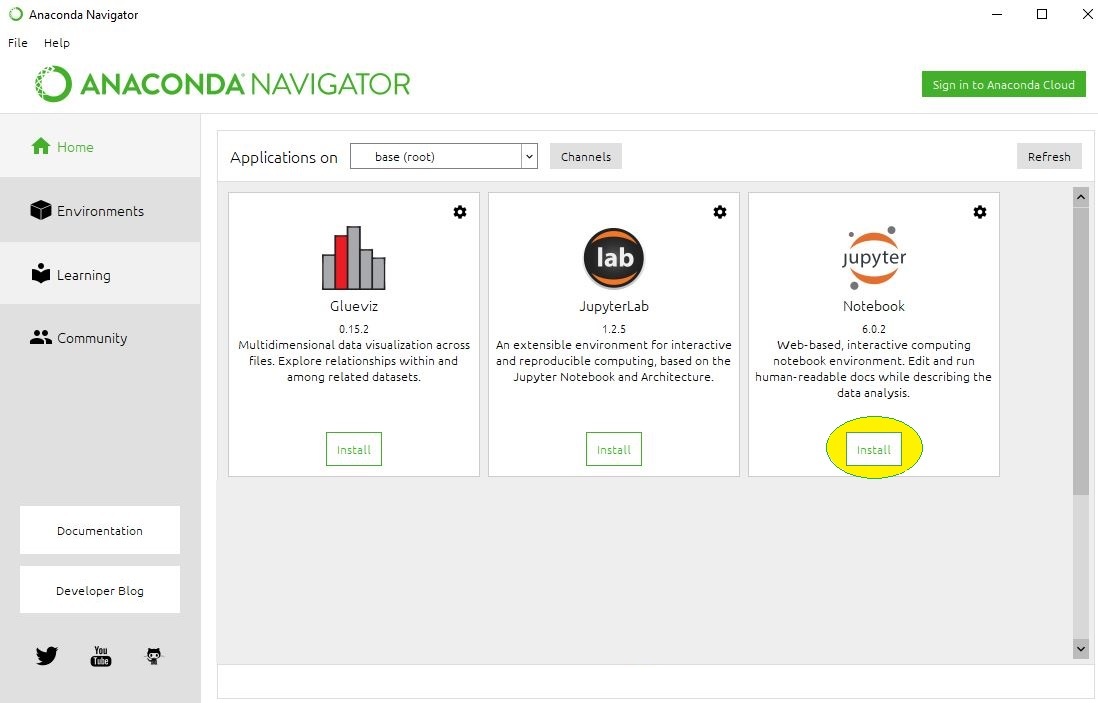 Anaconda Navigator
File Help
ANACONDA NAVIGATOR
Sign in to Anaconda Cloud
Home
Environments
Learning
Community
Documentation
Developer Blog
You
Tube
Applications on base (root) Channels Refresh
Glueviz
0.15.2
Multidimensional data visualization across
files. Explore relationships within and
among related datasets.
Install
lab
JupyterLab
1.2.5
An extensible environment for interactive
and reproducible computing, based on the
Jupyter Notebook and Architecture.
Install
jupyter
Notebook
6.0.2
Web-based, interactive computing
notebook environment. Edit and run
human-readable docs while describing the
data analysis.
Install